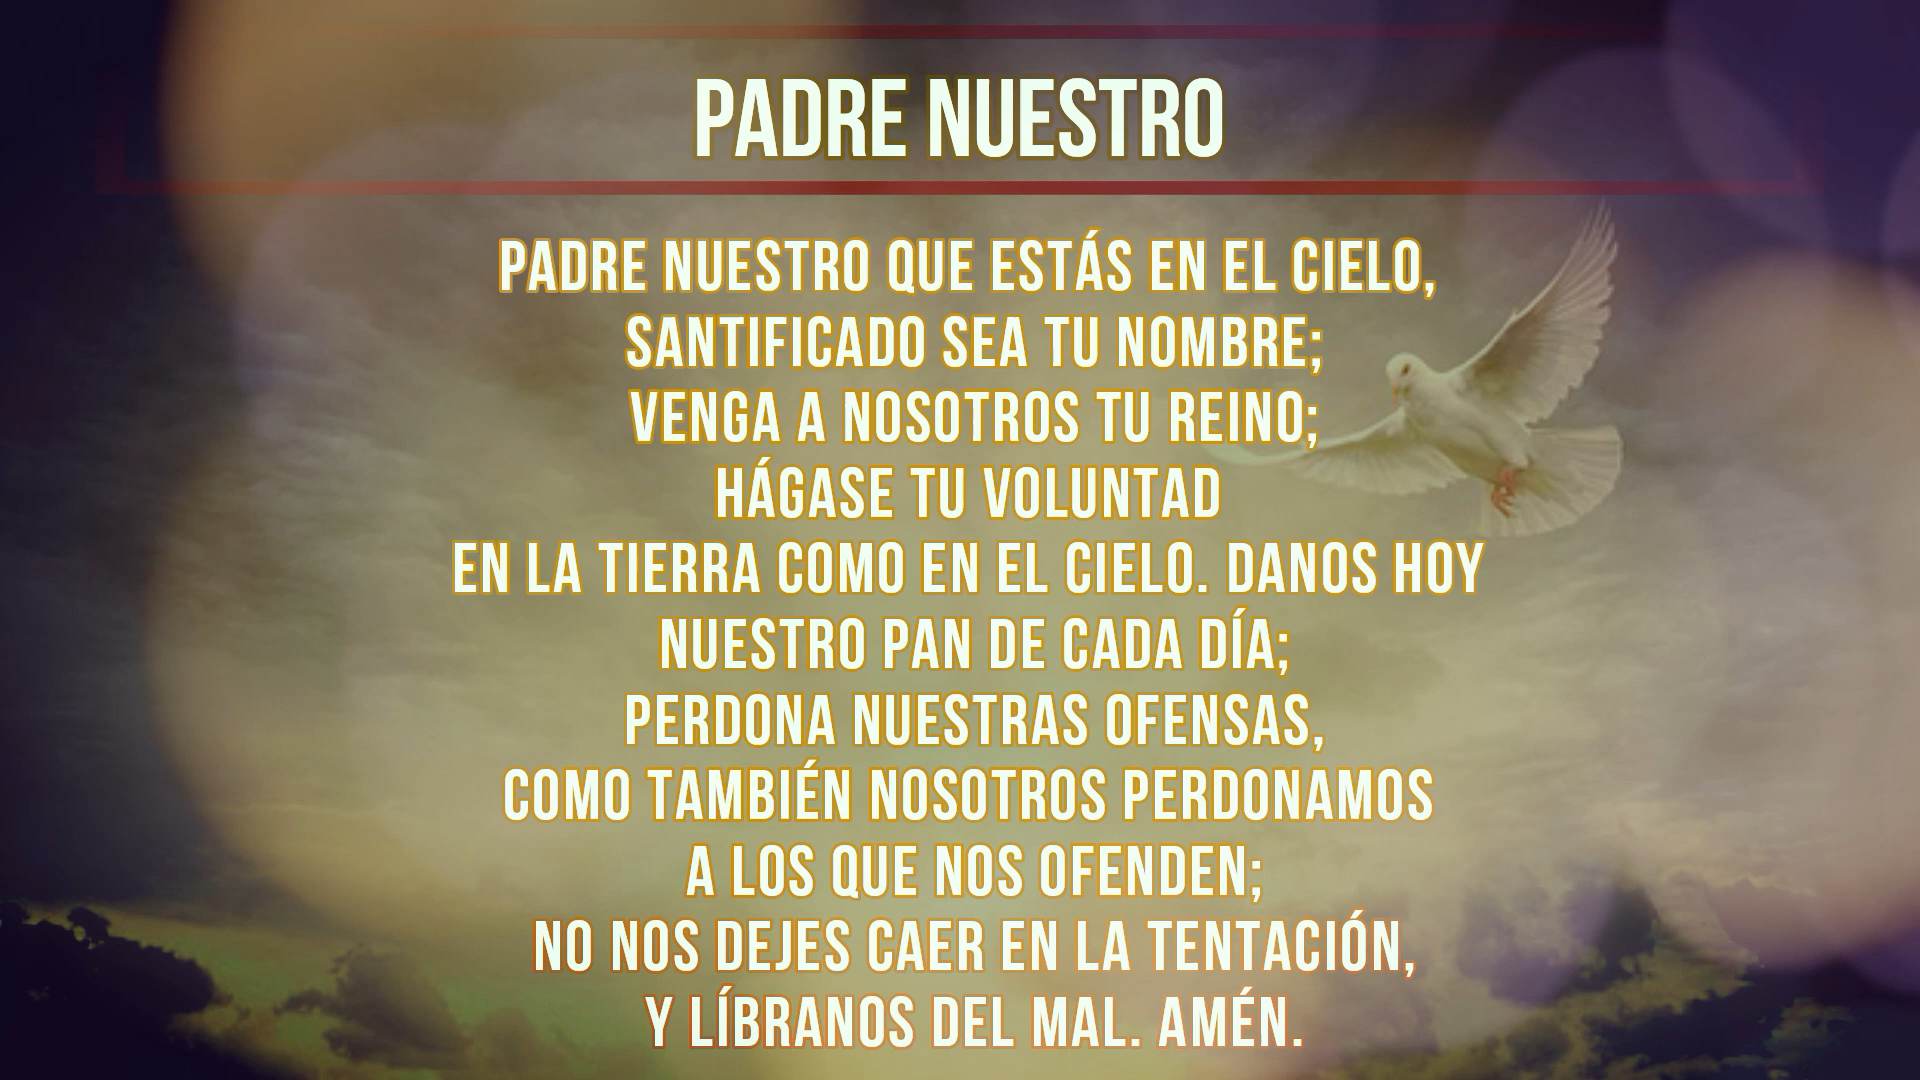 PADRE NUESTRO
PADRE NUESTRO QUE ESTÁS EN EL CIELO,
SANTIFICADO SEA TU NOMBRE;
VENGA A NOSOTROS TU REINO;
HÁGASE TU VOLUNTAD
EN LA TIERRA COMO EN EL CIELO. DANOS HOY
NUESTRO PAN DE CADA DÍA;
PERDONA NUESTRAS OFENSAS,
COMO TAMBIÉN NOSOTROS PERDONAMOS
A LOS QUE NOS OFENDEN;
NO NOS DEJES CAER EN LA TENTACIÓN,
Y LÍBRANOS DEL MAL. AMÉN.